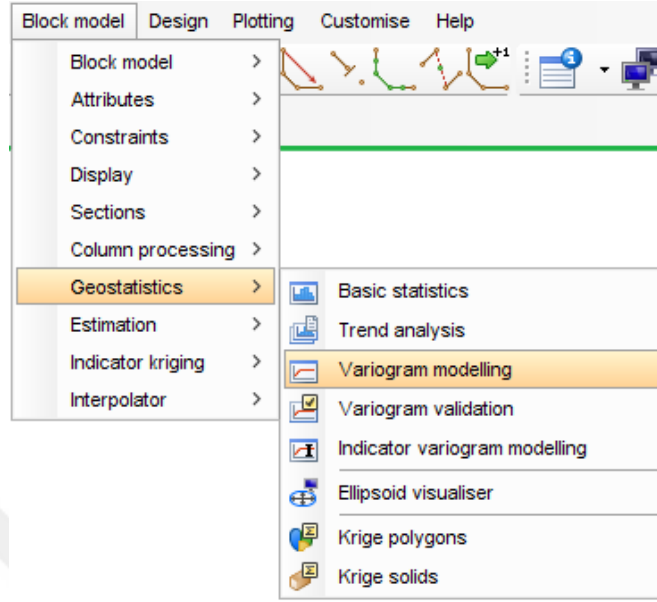 Block model Design Plotting Customise Help
+1
Block model
Attributes
Constraints
Display
Sections
Column processing
Geostatistics
Estimation
Indicator kriging
Interpolator
Basic statistics
Trend analysis
Variogram modelling
Variogram validation
Indicator variogram modelling
Ellipsoid visualiser
Krige polygons
Krige solids